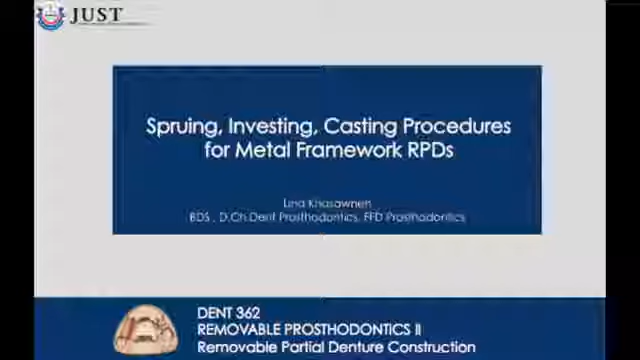 JUST
Spruing, Investing, Casting Procedures
for Metal Framework RPDs
Lina Khasawneh
BDS , D.Ch.Dent Prosthodontics, FFD Prosthodontics
DENT 362
REMOVABLE PROSTHODONTICS II
Removable Partial Denture Construction